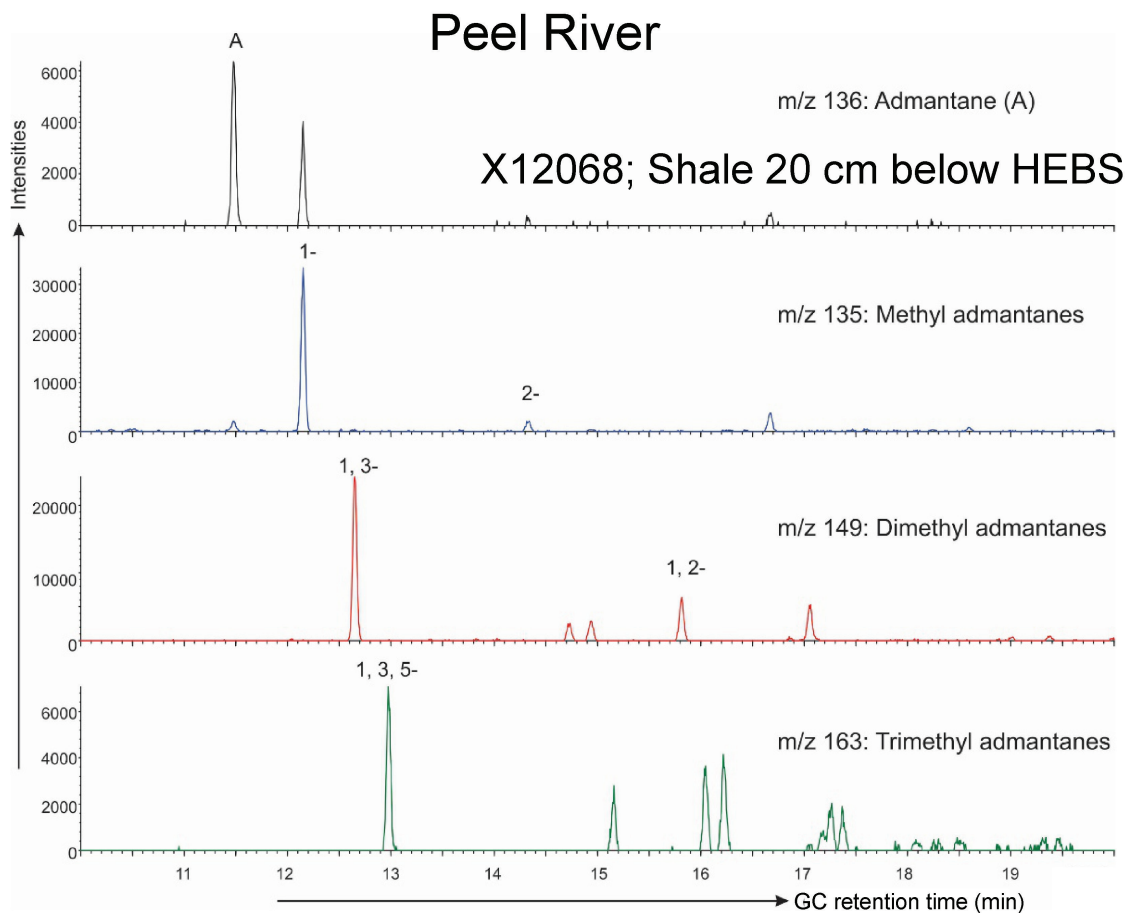 Peel River
A
6000
4000
2000
0
m/z 136: Admantane (A)
X12068; Shale 20 cm below HEBS
Intensities
1-
30000
20000
10000
0
m/z 135: Methyl admantanes
2-
1, 3-
20000
10000
0
m/z 149: Dimethyl admantanes
1, 2-
1, 3, 5-
6000
4000
2000
0
m/z 163: Trimethyl admantanes
11 12 13 14 15 16 17 18 19
GC retention time (min)